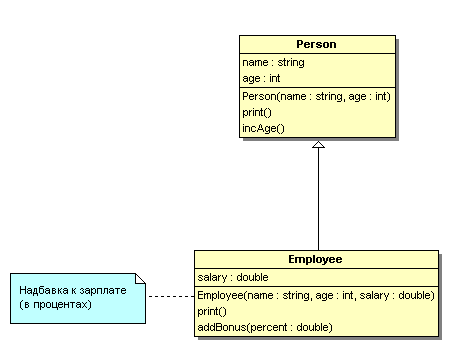 Person
name : string
age : int
Person(name : string, age : int)
print()
incAge()
Employee
salary : double
Employee(name : string, age : int, salary : double)
print()
addBonus(percent : double)
Надбавка к зарплате
(в процентах)